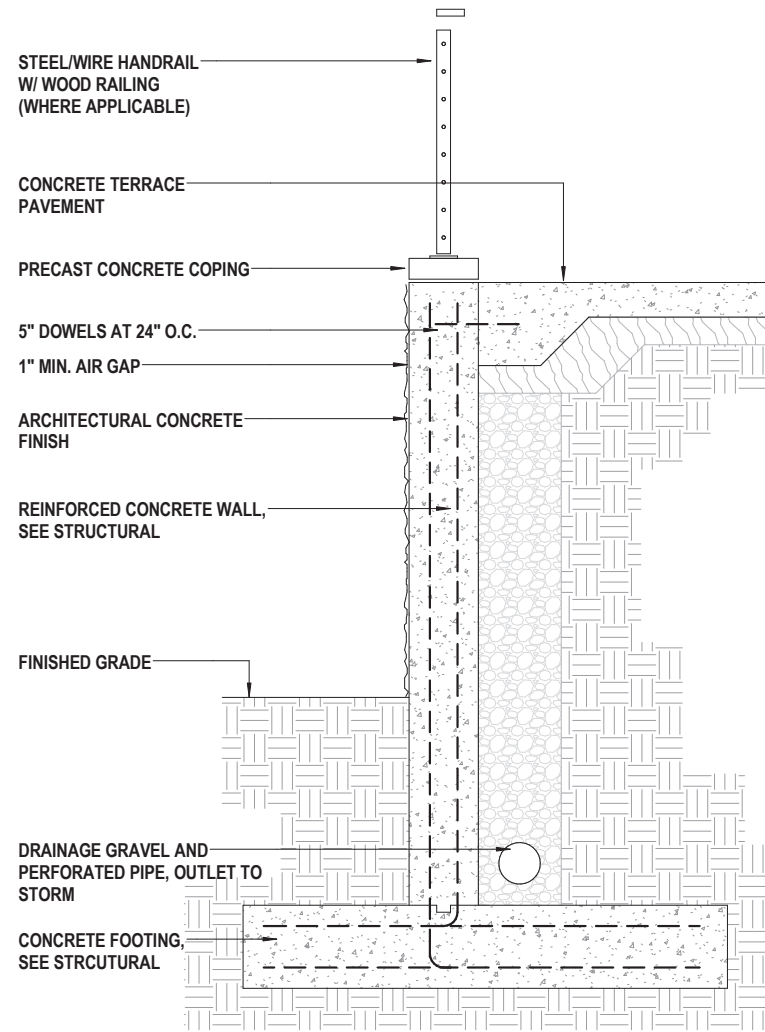 STEEL/WIRE HANDRAIL
W/ WOOD RAILING
(WHERE APPLICABLE)
CONCRETE TERRACE
PAVEMENT
PRECAST CONCRETE COPING
5" DOWELS AT 24" O.C.
1" MIN. AIR GAP
ARCHITECTURAL CONCRETE
FINISH
REINFORCED CONCRETE WALL,
SEE STRUCTURAL
FINISHED GRADE
DRAINAGE GRAVEL AND
PERFORATED PIPE, OUTLET TO
STORM
CONCRETE FOOTING,
SEE STRCUTURAL